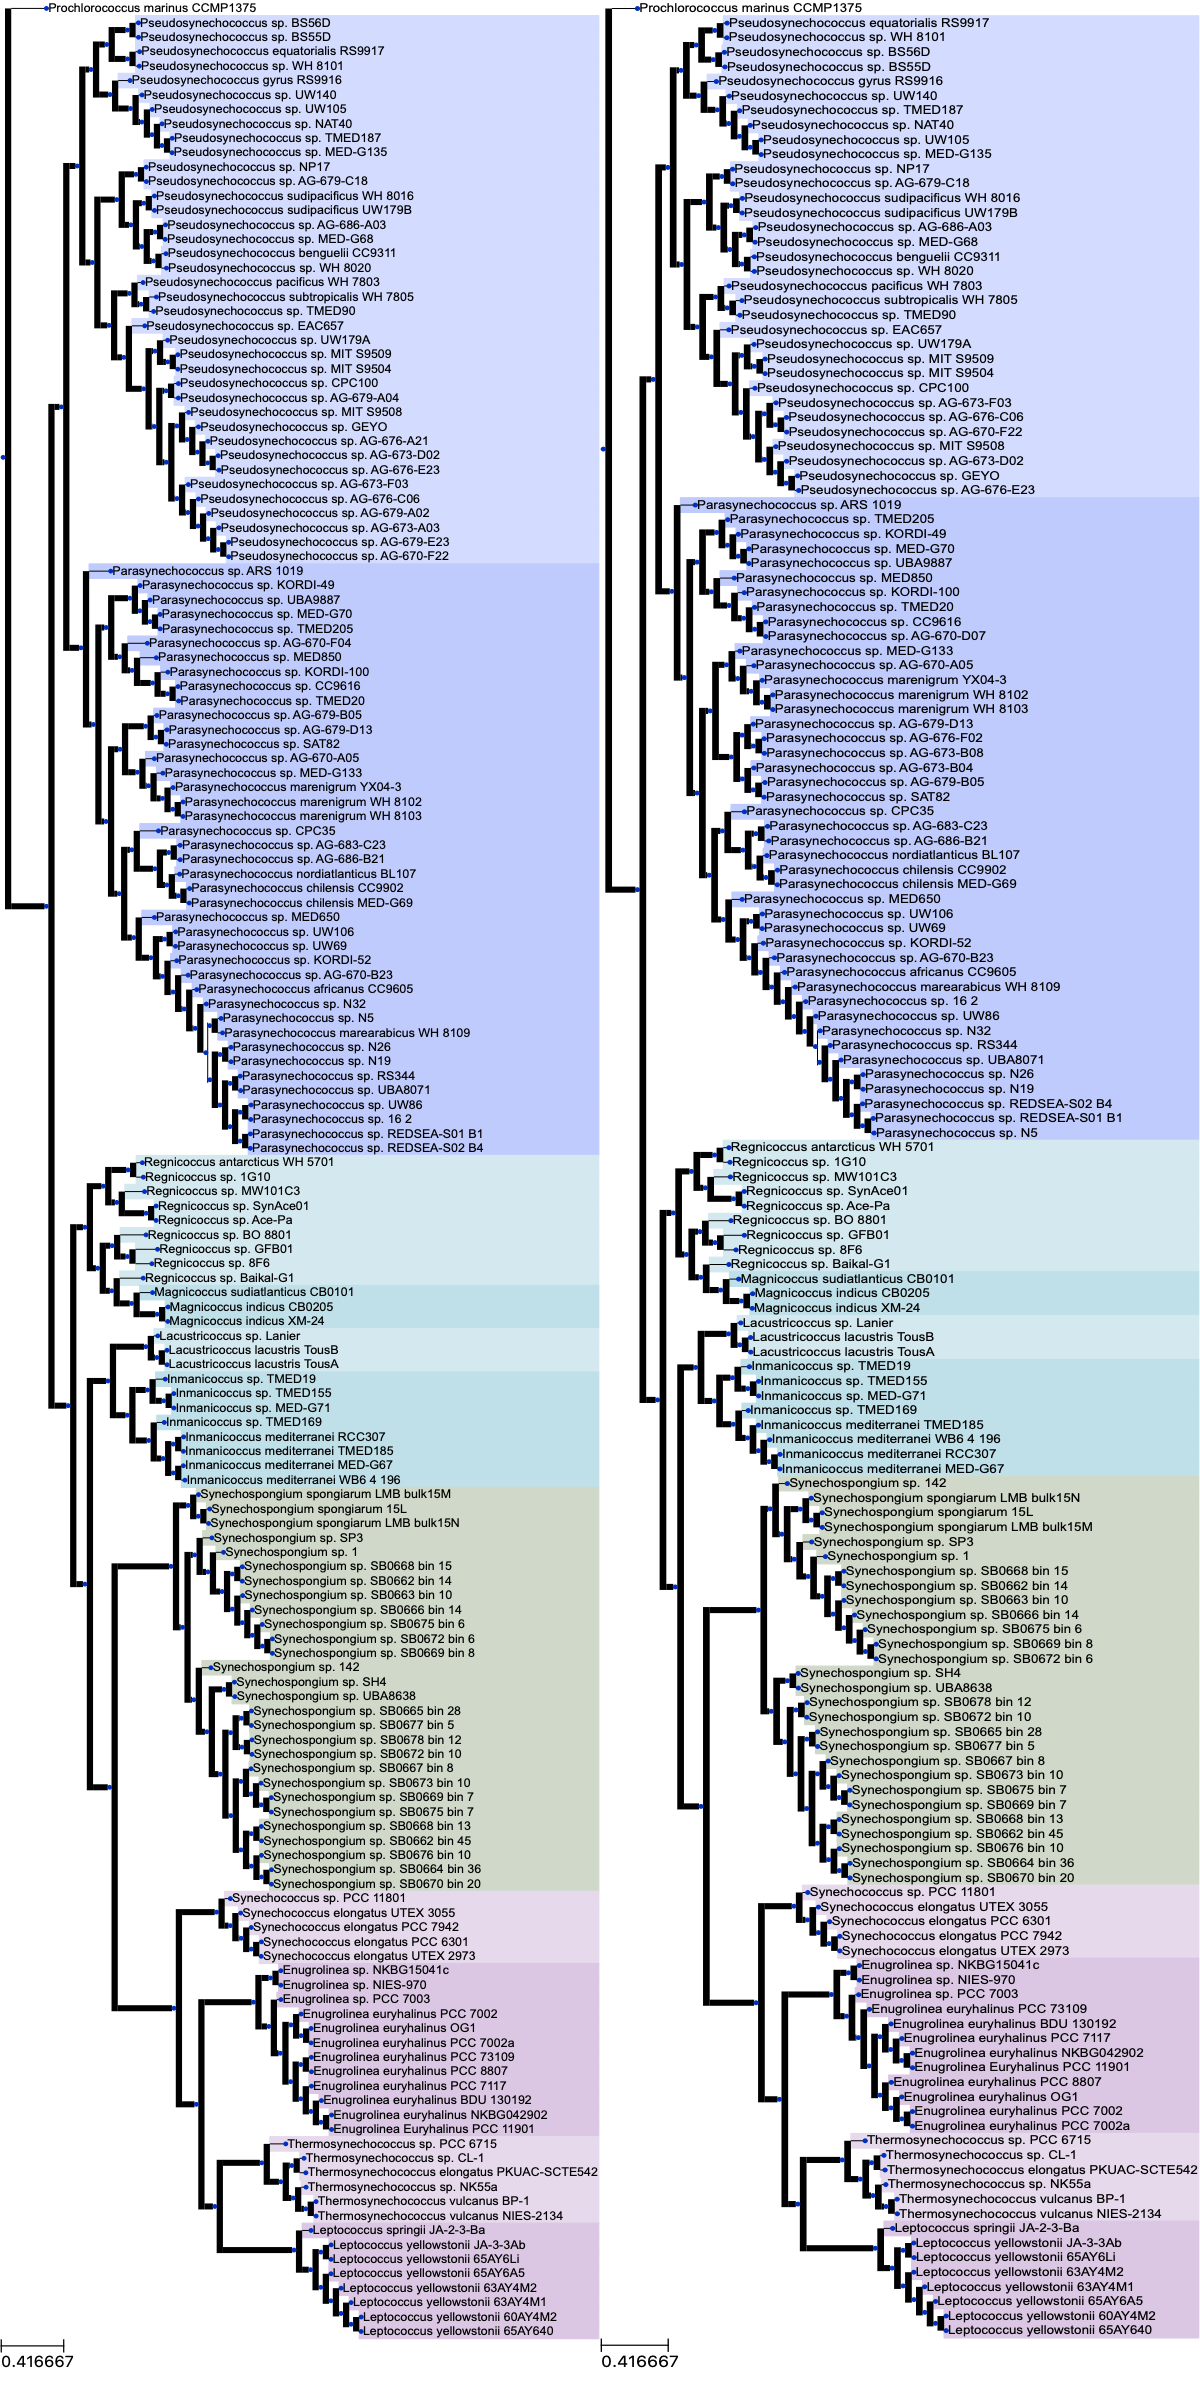 Prochlorococcus marinus CCMP1375
Pseudosynechococcus sp. BS56D
Pseudosynechococcus sp. BS55D
Pseudosynechococcus equatorialis RS9917
Pseudosynechococcus sp. WH 8101
Pseudosynechococcus gyrus RS9916
Pseudosynechococcus sp. UW140
Pseudosynechococcus sp. UW105
Pseudosynechococcus sp. NAT40
Pseudosynechococcus sp. TMED187
Pseudosynechococcus sp. MED-G135
Pseudosynechococcus sp. NP17
Pseudosynechococcus sp. AG-679-C18
Pseudosynechococcus sudipacificus WH 8016
Pseudosynechococcus sudipacificus UW179B
Pseudosynechococcus sp. AG-686-A03
Pseudosynechococcus sp. MED-G68
Pseudosynechococcus benguelii CC9311
Pseudosynechococcus sp. WH 8020
Pseudosynechococcus pacificus WH 7803
Pseudosynechococcus subtropicalis WH 7805
Pseudosynechococcus sp. TMED90
Pseudosynechococcus sp. EAC657
Pseudosynechococcus sp. UW179A
Pseudosynechococcus sp. MIT S9509
Pseudosynechococcus sp. MIT S9504
Pseudosynechococcus sp. CPC100
Pseudosynechococcus sp. AG-679-A04
Pseudosynechococcus sp. MIT S9508
Pseudosynechococcus sp. GEYO
Pseudosynechococcus sp. AG-676-A21
Pseudosynechococcus sp. AG-673-D02
Pseudosynechococcus sp. AG-676-E23
Pseudosynechococcus sp. AG-673-F03
Pseudosynechococcus sp. AG-676-C06
Pseudosynechococcus sp. AG-679-A02
Pseudosynechococcus sp. AG-673-A03
Pseudosynechococcus sp. AG-679-E23
Pseudosynechococcus sp. AG-670-F22
Parasynechococcus sp. ARS 1019
Parasynechococcus sp. KORDI-49
Parasynechococcus sp. UBA9887
Parasynechococcus sp. MED-G70
Parasynechococcus sp. TMED205
Parasynechococcus sp. AG-670-F04
Parasynechococcus sp. MED850
Parasynechococcus sp. KORDI-100
Parasynechococcus sp. CC9616
Parasynechococcus sp. TMED20
Parasynechococcus sp. AG-679-B05
Parasynechococcus sp. AG-679-D13
Parasynechococcus sp. SAT82
Parasynechococcus sp. AG-670-A05
Parasynechococcus sp. MED-G133
Parasynechococcus marenigrum YX04-3
Parasynechococcus marenigrum WH 8102
Parasynechococcus marenigrum WH 8103
Parasynechococcus sp. CPC35
Parasynechococcus sp. AG-683-C23
Parasynechococcus sp. AG-686-B21
Parasynechococcus nordiatlanticus BL107
Parasynechococcus chilensis CC9902
Parasynechococcus chilensis MED-G69
Parasynechococcus sp. MED650
Parasynechococcus sp. UW106
Parasynechococcus sp. UW69
Parasynechococcus sp. KORDI-52
Parasynechococcus sp. AG-670-B23
Parasynechococcus africanus CC9605
Parasynechococcus sp. N32
Parasynechococcus sp. N5
Parasynechococcus marearabicus WH 8109
Parasynechococcus sp. N26
Parasynechococcus sp. N19
Parasynechococcus sp. RS344
Parasynechococcus sp. UBA8071
Parasynechococcus sp. UW86
Parasynechococcus sp. 16 2
Parasynechococcus sp. REDSEA-S01 B1
Parasynechococcus sp. REDSEA-S02 B4
Regnicoccus antarcticus WH 5701
Regnicoccus sp. 1G10
Regnicoccus sp. MW101C3
Regnicoccus sp. SynAce01
Regnicoccus sp. Ace-Pa
Regnicoccus sp. BO 8801
Regnicoccus sp. GFB01
Regnicoccus sp. 8F6
Regnicoccus sp. Baikal-G1
Magnicoccus sudiatlanticus CB0101
Magnicoccus indicus CB0205
Magnicoccus indicus XM-24
Lacustricoccus sp. Lanier
Lacustricoccus lacustris TousB
Lacustricoccus lacustris TousA
Inmanicoccus sp. TMED19
Inmanicoccus sp. TMED155
Inmanicoccus sp. MED-G71
Inmanicoccus sp. TMED169
Inmanicoccus mediterranei RCC307
Inmanicoccus mediterranei TMED185
Inmanicoccus mediterranei MED-G67
Inmanicoccus mediterranei WB6 4 196
Synechospongium spongiarum LMB bulk15M
Synechospongium spongiarum 15L
Synechospongium spongiarum LMB bulk15N
Synechospongium sp. SP3
Synechospongium sp. 1
Synechospongium sp. SB0668 bin 15
Synechospongium sp. SB0662 bin 14
Synechospongium sp. SB0663 bin 10
Synechospongium sp. SB0666 bin 14
Synechospongium sp. SB0675 bin 6
Synechospongium sp. SB0672 bin 6
Synechospongium sp. SB0669 bin 8
Synechospongium sp. 142
Synechospongium sp. SH4
Synechospongium sp. UBA8638
Synechospongium sp. SB0665 bin 28
Synechospongium sp. SB0677 bin 5
Synechospongium sp. SB0678 bin 12
Synechospongium sp. SB0672 bin 10
Synechospongium sp. SB0667 bin 8
Synechospongium sp. SB0673 bin 10
Synechospongium sp. SB0669 bin 7
Synechospongium sp. SB0675 bin 7
Synechospongium sp. SB0668 bin 13
Synechospongium sp. SB0662 bin 45
Synechospongium sp. SB0676 bin 10
Synechospongium sp. SB0664 bin 36
Synechospongium sp. SB0670 bin 20
Synechococcus sp. PCC 11801
Synechococcus elongatus UTEX 3055
Synechococcus elongatus PCC 7942
Synechococcus elongatus PCC 6301
Synechococcus elongatus UTEX 2973
Enugrolinea sp. NKBG15041c
Enugrolinea sp. NIES-970
Enugrolinea sp. PCC 7003
Enugrolinea euryhalinus PCC 7002
Enugrolinea euryhalinus OG1
Enugrolinea euryhalinus PCC 7002a
Enugrolinea euryhalinus PCC 73109
Enugrolinea euryhalinus PCC 8807
Enugrolinea euryhalinus PCC 7117
Enugrolinea euryhalinus BDU 130192
Enugrolinea euryhalinus NKBG042902
Enugrolinea Euryhalinus PCC 11901
Thermosynechococcus sp. PCC 6715
Thermosynechococcus sp. CL-1
Thermosynechococcus elongatus PKUAC-SCTE542
Thermosynechococcus sp. NK55a
Thermosynechococcus vulcanus BP-1
Thermosynechococcus vulcanus NIES-2134
Leptococcus springii JA-2-3-Ba
Leptococcus yellowstonii JA-3-3Ab
Leptococcus yellowstonii 65AY6Li
Leptococcus yellowstonii 65AY6A5
Leptococcus yellowstonii 63AY4M2
Leptococcus yellowstonii 63AY4M1
Leptococcus yellowstonii 60AY4M2
Leptococcus yellowstonii 65AY640
0.416667
Prochlorococcus marinus CCMP1375
Pseudosynechococcus equatorialis RS9917
Pseudosynechococcus sp. WH 8101
Pseudosynechococcus sp. BS56D
Pseudosynechococcus sp. BS55D
Pseudosynechococcus gyrus RS9916
Pseudosynechococcus sp. UW140
Pseudosynechococcus sp. TMED187
Pseudosynechococcus sp. NAT40
Pseudosynechococcus sp. UW105
Pseudosynechococcus sp. MED-G135
Pseudosynechococcus sp. NP17
Pseudosynechococcus sp. AG-679-C18
Pseudosynechococcus sudipacificus WH 8016
Pseudosynechococcus sudipacificus UW179B
Pseudosynechococcus sp. AG-686-A03
Pseudosynechococcus sp. MED-G68
Pseudosynechococcus benguelii CC9311
Pseudosynechococcus sp. WH 8020
Pseudosynechococcus pacificus WH 7803
Pseudosynechococcus subtropicalis WH 7805
Pseudosynechococcus sp. TMED90
Pseudosynechococcus sp. EAC657
Pseudosynechococcus sp. UW179A
Pseudosynechococcus sp. MIT S9509
Pseudosynechococcus sp. MIT S9504
Pseudosynechococcus sp. CPC100
Pseudosynechococcus sp. AG-673-F03
Pseudosynechococcus sp. AG-676-C06
Pseudosynechococcus sp. AG-670-F22
Pseudosynechococcus sp. MIT S9508
Pseudosynechococcus sp. AG-673-D02
Pseudosynechococcus sp. GEYO
Pseudosynechococcus sp. AG-676-E23
Parasynechococcus sp. ARS 1019
Parasynechococcus sp. TMED205
Parasynechococcus sp. KORDI-49
Parasynechococcus sp. MED-G70
Parasynechococcus sp. UBA9887
Parasynechococcus sp. MED850
Parasynechococcus sp. KORDI-100
Parasynechococcus sp. TMED20
Parasynechococcus sp. CC9616
Parasynechococcus sp. AG-670-D07
Parasynechococcus sp. MED-G133
Parasynechococcus sp. AG-670-A05
Parasynechococcus marenigrum YX04-3
Parasynechococcus marenigrum WH 8102
Parasynechococcus marenigrum WH 8103
Parasynechococcus sp. AG-679-D13
Parasynechococcus sp. AG-676-F02
Parasynechococcus sp. AG-673-B08
Parasynechococcus sp. AG-673-B04
Parasynechococcus sp. AG-679-B05
Parasynechococcus sp. SAT82
Parasynechococcus sp. CPC35
Parasynechococcus sp. AG-683-C23
Parasynechococcus sp. AG-686-B21
Parasynechococcus nordiatlanticus BL107
Parasynechococcus chilensis CC9902
Parasynechococcus chilensis MED-G69
Parasynechococcus sp. MED650
Parasynechococcus sp. UW106
Parasynechococcus sp. UW69
Parasynechococcus sp. KORDI-52
Parasynechococcus sp. AG-670-B23
Parasynechococcus africanus CC9605
Parasynechococcus marearabicus WH 8109
Parasynechococcus sp. 16 2
Parasynechococcus sp. UW86
Parasynechococcus sp. N32
Parasynechococcus sp. RS344
Parasynechococcus sp. UBA8071
Parasynechococcus sp. N26
Parasynechococcus sp. N19
Parasynechococcus sp. REDSEA-S02 B4
Parasynechococcus sp. REDSEA-S01 B1
Parasynechococcus sp. N5
Regnicoccus antarcticus WH 5701
Regnicoccus sp. 1G10
Regnicoccus sp. MW101C3
Regnicoccus sp. SynAce01
Regnicoccus sp. Ace-Pa
Regnicoccus sp. BO 8801
Regnicoccus sp. GFB01
Regnicoccus sp. 8F6
Regnicoccus sp. Baikal-G1
Magnicoccus sudiatlanticus CB0101
Magnicoccus indicus CB0205
Magnicoccus indicus XM-24
Lacustricoccus sp. Lanier
Lacustricoccus lacustris TousB
Lacustricoccus lacustris TousA
Inmanicoccus sp. TMED19
Inmanicoccus sp. TMED155
Inmanicoccus sp. MED-G71
Inmanicoccus sp. TMED169
Inmanicoccus mediterranei TMED185
Inmanicoccus mediterranei WB6 4 196
Inmanicoccus mediterranei RCC307
Inmanicoccus mediterranei MED-G67
Synechospongium sp. 142
Synechospongium spongiarum LMB bulk15N
Synechospongium spongiarum 15L
Synechospongium spongiarum LMB bulk15M
Synechospongium sp. SP3
Synechospongium sp. 1
Synechospongium sp. SB0668 bin 15
Synechospongium sp. SB0662 bin 14
Synechospongium sp. SB0663 bin 10
Synechospongium sp. SB0666 bin 14
Synechospongium sp. SB0675 bin 6
Synechospongium sp. SB0669 bin 8
Synechospongium sp. SB0672 bin 6
Synechospongium sp. SH4
Synechospongium sp. UBA8638
Synechospongium sp. SB0678 bin 12
Synechospongium sp. SB0672 bin 10
Synechospongium sp. SB0665 bin 28
Synechospongium sp. SB0677 bin 5
Synechospongium sp. SB0667 bin 8
Synechospongium sp. SB0673 bin 10
Synechospongium sp. SB0675 bin 7
Synechospongium sp. SB0669 bin 7
Synechospongium sp. SB0668 bin 13
Synechospongium sp. SB0662 bin 45
Synechospongium sp. SB0676 bin 10
Synechospongium sp. SB0664 bin 36
Synechospongium sp. SB0670 bin 20
Synechococcus sp. PCC 11801
Synechococcus elongatus UTEX 3055
Synechococcus elongatus PCC 6301
Synechococcus elongatus PCC 7942
Synechococcus elongatus UTEX 2973
Enugrolinea sp. NKBG15041c
Enugrolinea sp. NIES-970
Enugrolinea sp. PCC 7003
Enugrolinea euryhalinus PCC 73109
Enugrolinea euryhalinus BDU 130192
Enugrolinea euryhalinus PCC 7117
Enugrolinea euryhalinus NKBG042902
Enugrolinea Euryhalinus PCC 11901
Enugrolinea euryhalinus PCC 8807
Enugrolinea euryhalinus OG1
Enugrolinea euryhalinus PCC 7002
Enugrolinea euryhalinus PCC 7002a
Thermosynechococcus sp. PCC 6715
Thermosynechococcus sp. CL-1
Thermosynechococcus elongatus PKUAC-SCTE542
Thermosynechococcus sp. NK55a
Thermosynechococcus vulcanus BP-1
Thermosynechococcus vulcanus NIES-2134
Leptococcus springii JA-2-3-Ba
Leptococcus yellowstonii JA-3-3Ab
Leptococcus yellowstonii 65AY6Li
Leptococcus yellowstonii 63AY4M2
Leptococcus yellowstonii 63AY4M1
Leptococcus yellowstonii 65AY6A5
Leptococcus yellowstonii 60AY4M2
Leptococcus yellowstonii 65AY640
0.416667